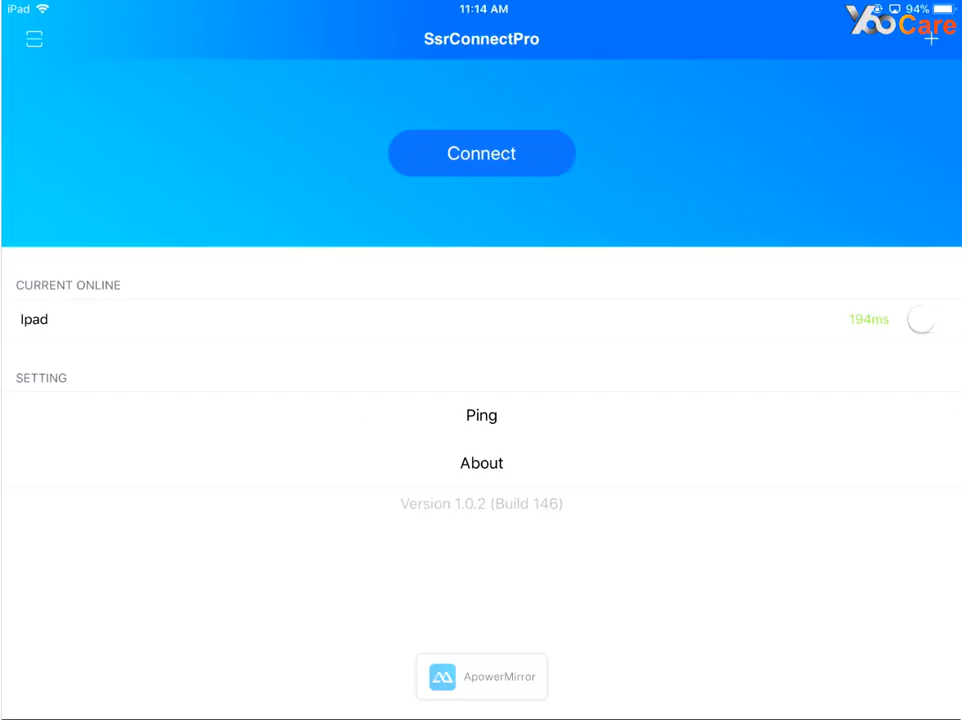 iPad
11:14 AM
94%
YooCare
SsrConnectPro
Connect
CURRENT ONLINE
Ipad
194ms
SETTING
Ping
About
Version 1.0.2 (Build 146)
ApowerMirror